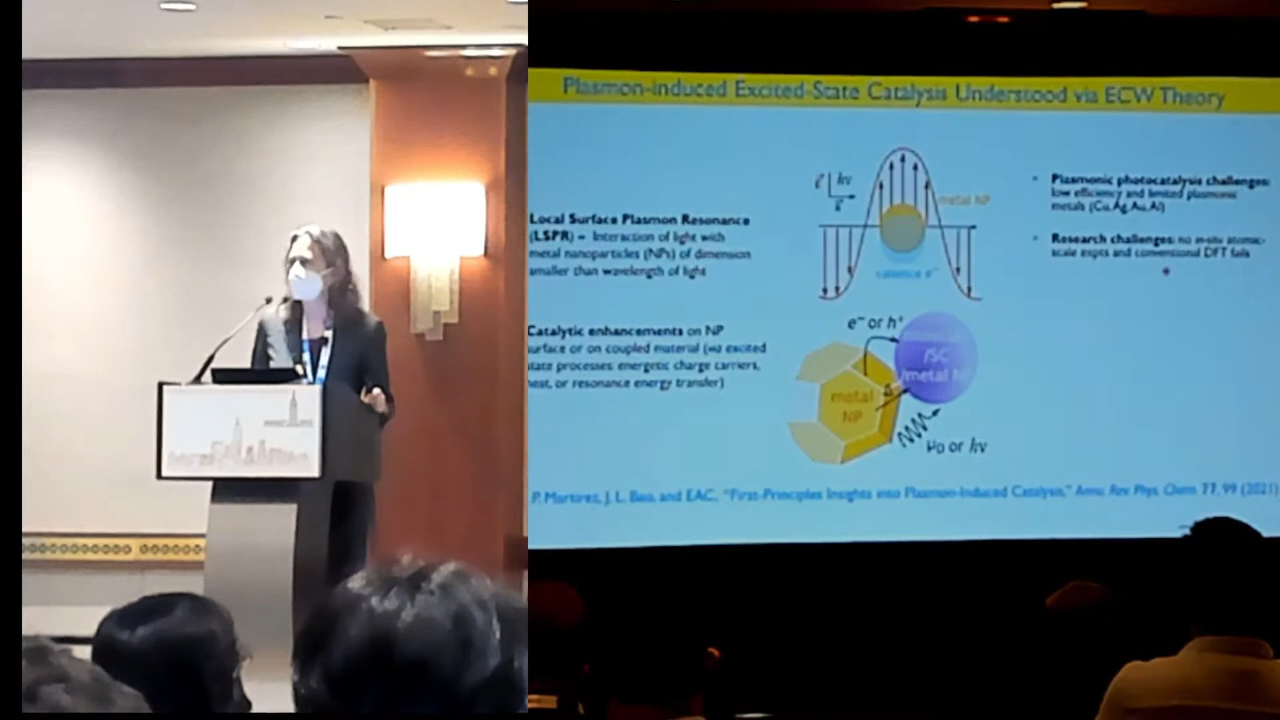 Plasmon-induced Excited-State Catalysis Understood via ECW Theory
Local Surface Plasmon Resonance
(LSPR) – Interaction of light with
metal nanoparticles (NPs) of dimension
smaller than wavelength of light
Catalytic enhancements on NP
surface or on coupled material (via excited
state processes: energetic charge carriers,
heat, or resonance energy transfer)
hν
metal NP
valence e⁻
e⁻ or h⁺
/SC
/metal
metal
NP
μ₀ or hν
• Plasmonic photocatalysis challenges:
low efficiency and limited plasmonic
metals (Cu, Ag, Au, Al)
• Research challenges: no in-situ atomic-
scale expts and conventional DFT fails
P. Martirez, J. L. Bao, and EAC, "First-Principles Insights into Plasmon-Induced Catalysis," Annu. Rev. Phys. Chem. 77, 99 (2021)